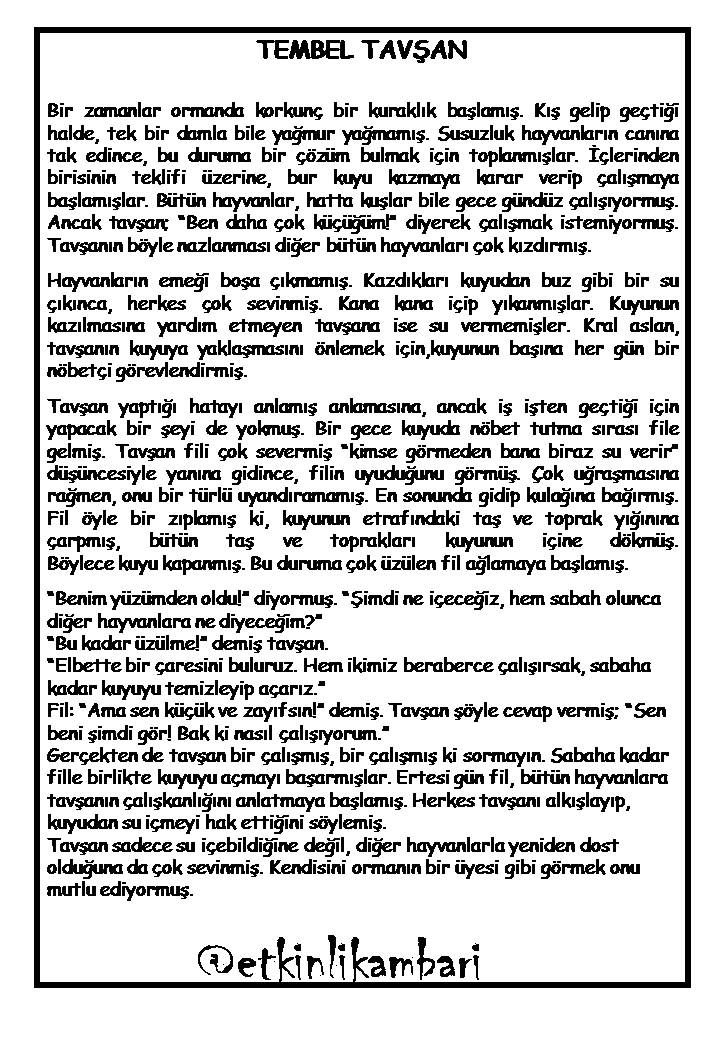 TEMBEL TAVŞAN
Bir zamanlar ormanda korkunç bir kuraklık başlamış. Kış gelip geçtiği
halde, tek bir damla bile yağmur yağmamış. Susuzluk hayvanların canına
tak edince, bu duruma bir çözüm bulmak için toplanmışlar. İçlerinden
birisinin teklifi üzerine, bur kuyu kazmaya karar verip çalışmaya
başlamışlar. Bütün hayvanlar, hatta kuşlar bile gece gündüz çalışıyormuş.
Ancak tavşan; “Ben daha çok küçüğüm!” diyerek çalışmak istemiyormuş.
Tavşanın böyle nazlanması diğer bütün hayvanları çok kızdırmış.
Hayvanların emeği boşa çıkmamış. Kazdıkları kuyudan buz gibi bir su
çıkınca, herkes çok sevinmiş. Kana kana içip yıkanmışlar. Kuyunun
kazılmasına yardım etmeyen tavşana ise su vermemişler. Kral aslan,
tavşanın kuyuya yaklaşmasını önlemek için,kuyunun başına her gün bir
nöbetçi görevlendirmiş.
Tavşan yaptığı hatayı anlamış anlamasına, ancak iş işten geçtiği için
yapacak bir şeyi de yokmuş. Bir gece kuyuda nöbet tutma sırası file
gelmiş. Tavşan fili çok severmiş “kimse görmeden bana biraz su verir”
düşüncesiyle yanına gidince, filin uyuduğunu görmüş. Çok uğraşmasına
rağmen, onu bir türlü uyandıramamış. En sonunda gidip kulağına bağırmış.
Fil öyle bir zıplamış ki, kuyunun etrafındaki taş ve toprak yığınına
çarpmış, bütün taş ve toprakları kuyunun içine dökmüş.
Böylece kuyu kapanmış. Bu duruma çok üzülen fil ağlamaya başlamış.
“Benim yüzümden oldu!” diyormuş. “Şimdi ne içeceğiz, hem sabah olunca
diğer hayvanlara ne diyeceğim?”
“Bu kadar üzülme!” demiş tavşan.
“Elbette bir çaresini buluruz. Hem ikimiz beraberce çalışırsak, sabaha
kadar kuyuyu temizleyip açarız.”
Fil: “Ama sen küçük ve zayıfsın!” demiş. Tavşan şöyle cevap vermiş; “Sen
beni şimdi gör! Bak ki nasıl çalışıyorum.”
Gerçekten de tavşan bir çalışmış, bir çalışmış ki sormayın. Sabaha kadar
fille birlikte kuyuyu açmayı başarmışlar. Ertesi gün fil, bütün hayvanlara
tavşanın çalışkanlığını anlatmaya başlamış. Herkes tavşanı alkışlayıp,
kuyudan su içmeyi hak ettiğini söylemiş.
Tavşan sadece su içebildiğine değil, diğer hayvanlarla yeniden dost
olduğuna da çok sevinmiş. Kendisini ormanın bir üyesi gibi görmek onu
mutlu ediyormuş.
@etkinlikambari